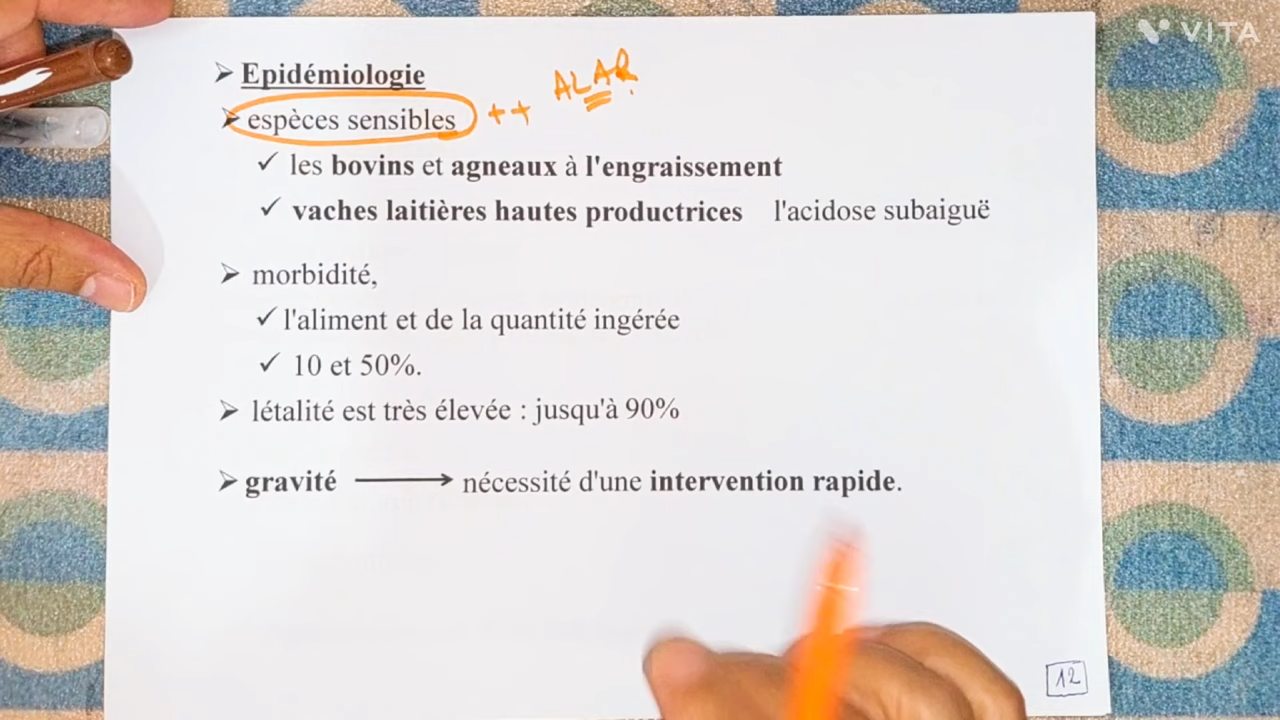 ➢ Epidémiologie
➢ espèces sensibles ++ ALAR
✓ les bovins et agneaux à l'engraissement
✓ vaches laitières hautes productrices l'acidose subaiguë
➢ morbidité,
✓ l'aliment et de la quantité ingérée
✓ 10 et 50%.
➢ létalité est très élevée : jusqu'à 90%
➢ gravité ⟶ nécessité d'une intervention rapide.
12
VITA